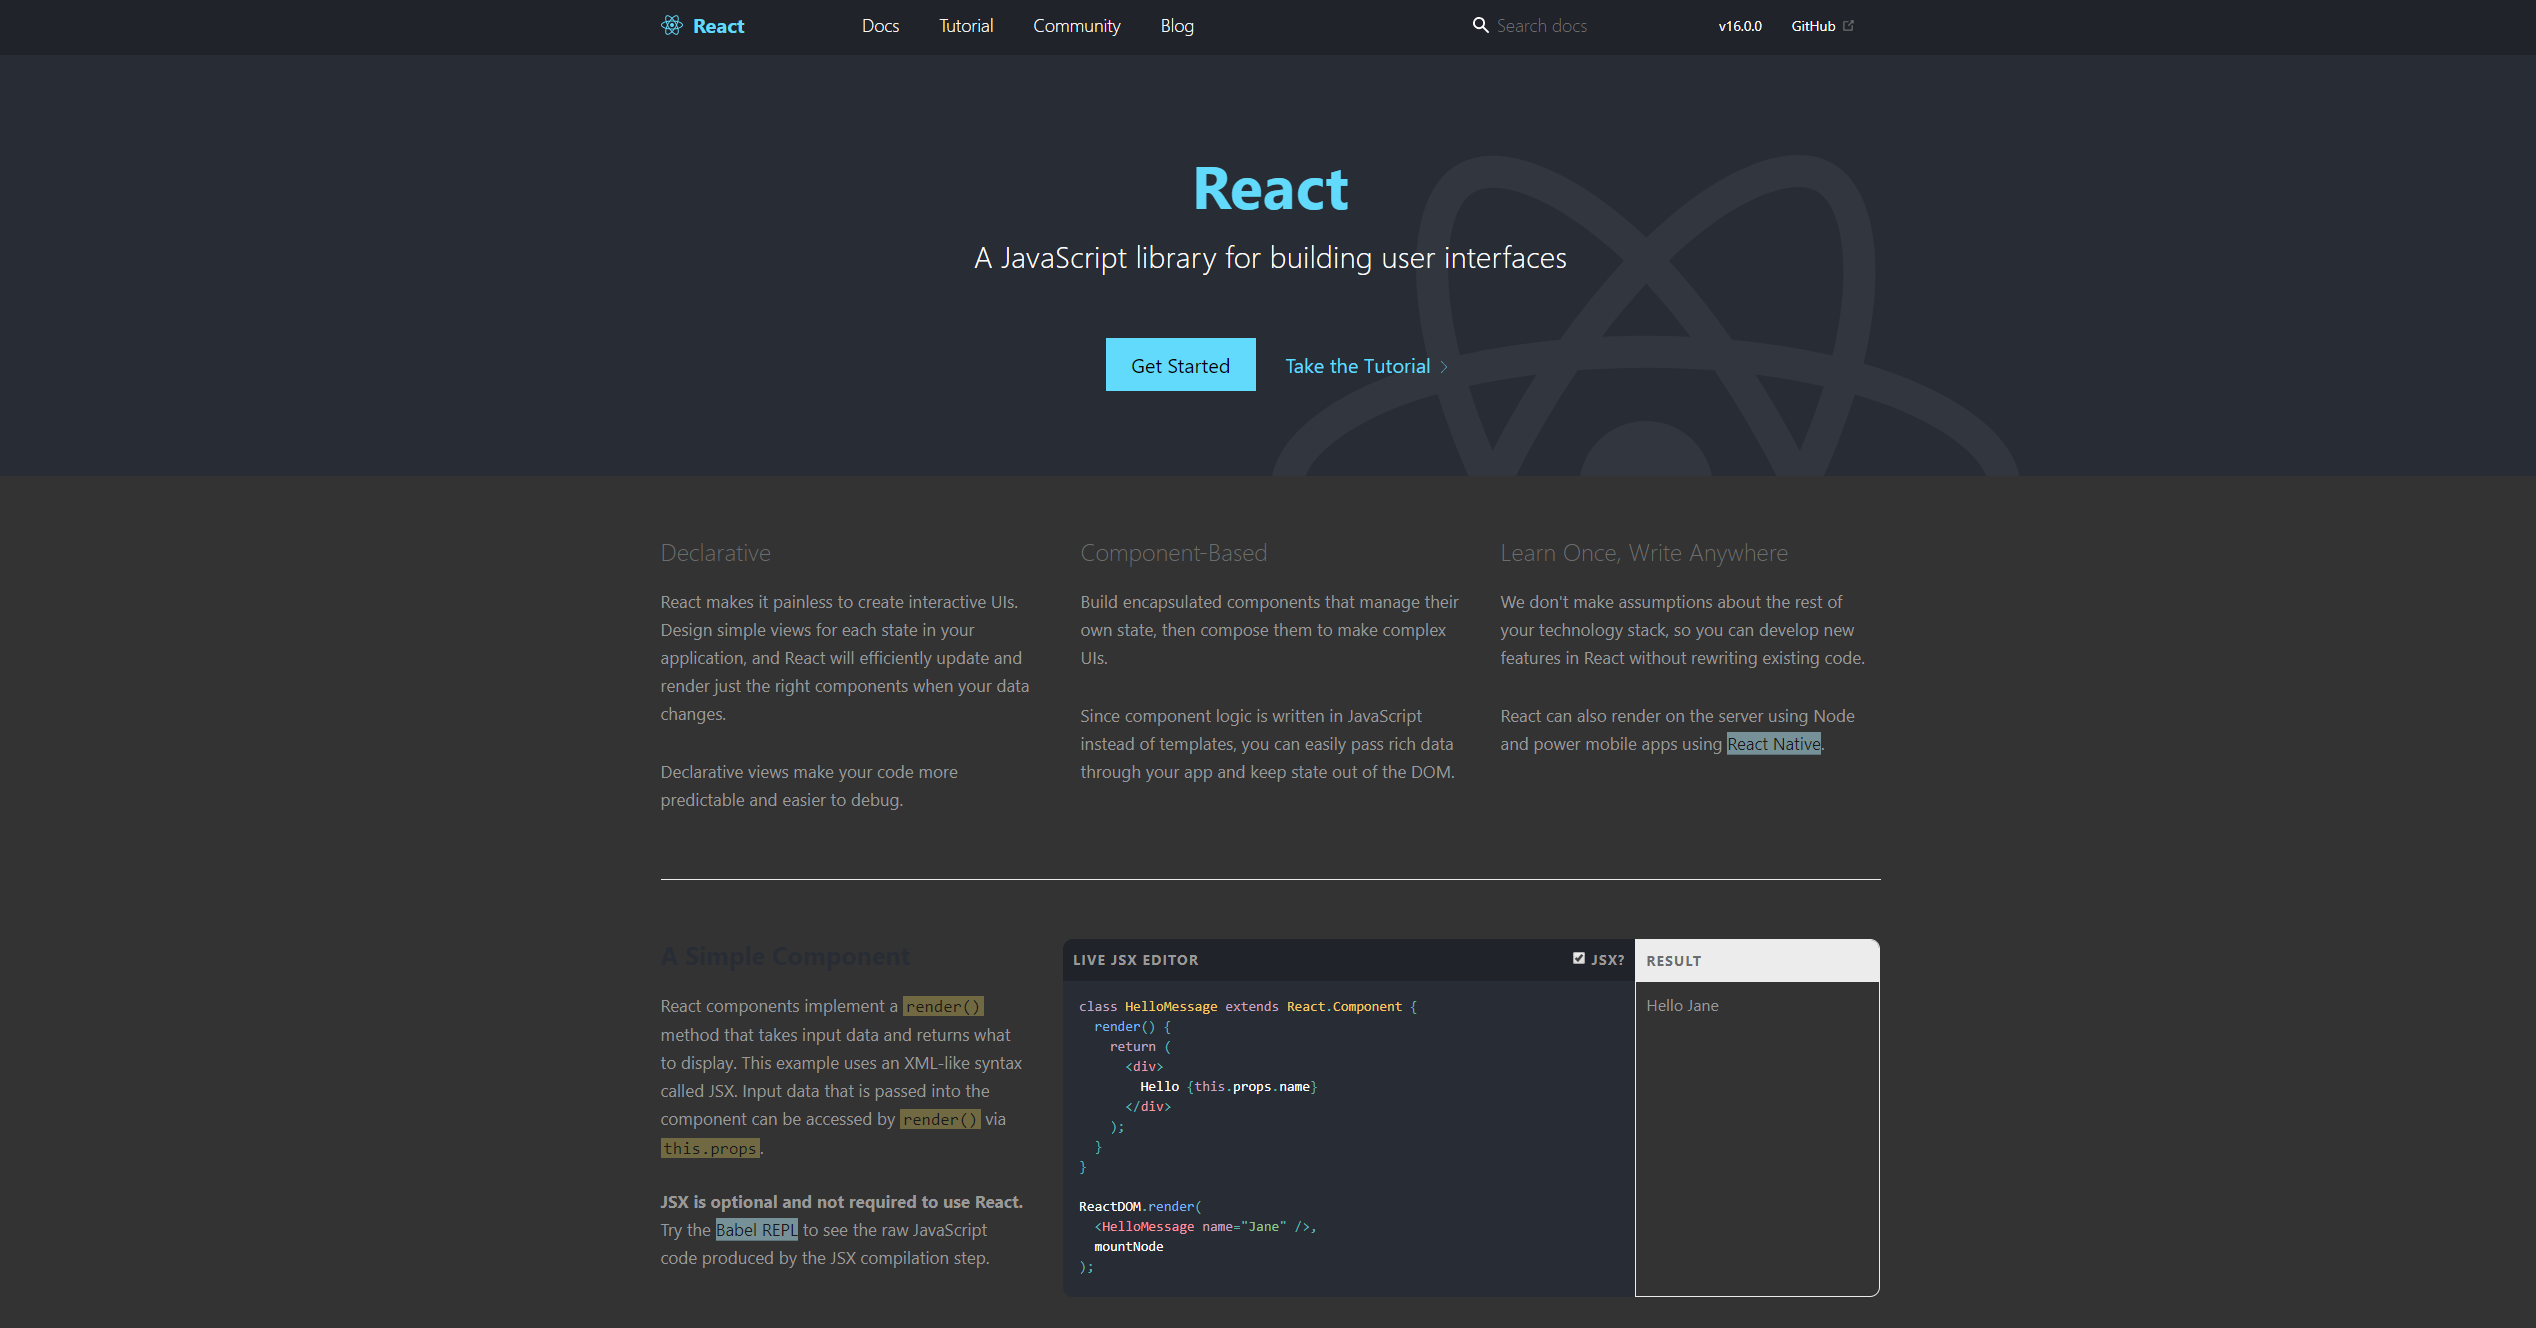 React
Docs
Tutorial
Community
Blog
Search docs
v16.0.0
GitHub
React
A JavaScript library for building user interfaces
Get Started
Take the Tutorial
Declarative
React makes it painless to create interactive UIs.
Design simple views for each state in your
application, and React will efficiently update and
render just the right components when your data
changes.
Declarative views make your code more
predictable and easier to debug.
Component-Based
Build encapsulated components that manage their
own state, then compose them to make complex
UIs.
Since component logic is written in JavaScript
instead of templates, you can easily pass rich data
through your app and keep state out of the DOM.
Learn Once, Write Anywhere
We don't make assumptions about the rest of
your technology stack, so you can develop new
features in React without rewriting existing code.
React can also render on the server using Node
and power mobile apps using React Native.
A Simple Component
React components implement a render()
method that takes input data and returns what
to display. This example uses an XML-like syntax
called JSX. Input data that is passed into the
component can be accessed by render() via
this.props.
JSX is optional and not required to use React.
Try the Babel REPL to see the raw JavaScript
code produced by the JSX compilation step.
LIVE JSX EDITOR
JSX?
class HelloMessage extends React.Component {
  render() {
    return (
      <div>
        Hello {this.props.name}
      </div>
    );
  }
}
ReactDOM.render(
  <HelloMessage name="Jane" />,
  mountNode
);
RESULT
Hello Jane